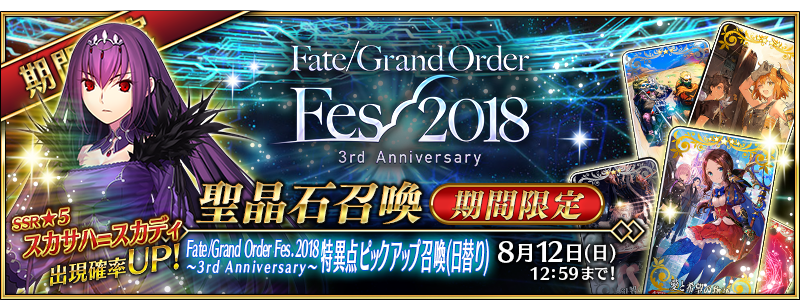 期間
Fate/Grand Order
Fes. 2018
3rd Anniversary
聖晶石召喚
期間限定
SSR★5
スカサハ=スカディ
出現確率UP!
Fate/Grand Order Fes. 2018
～3rd Anniversary～
特異点ピックアップ召喚(日替り)
8月12日(日)
12:59まで!